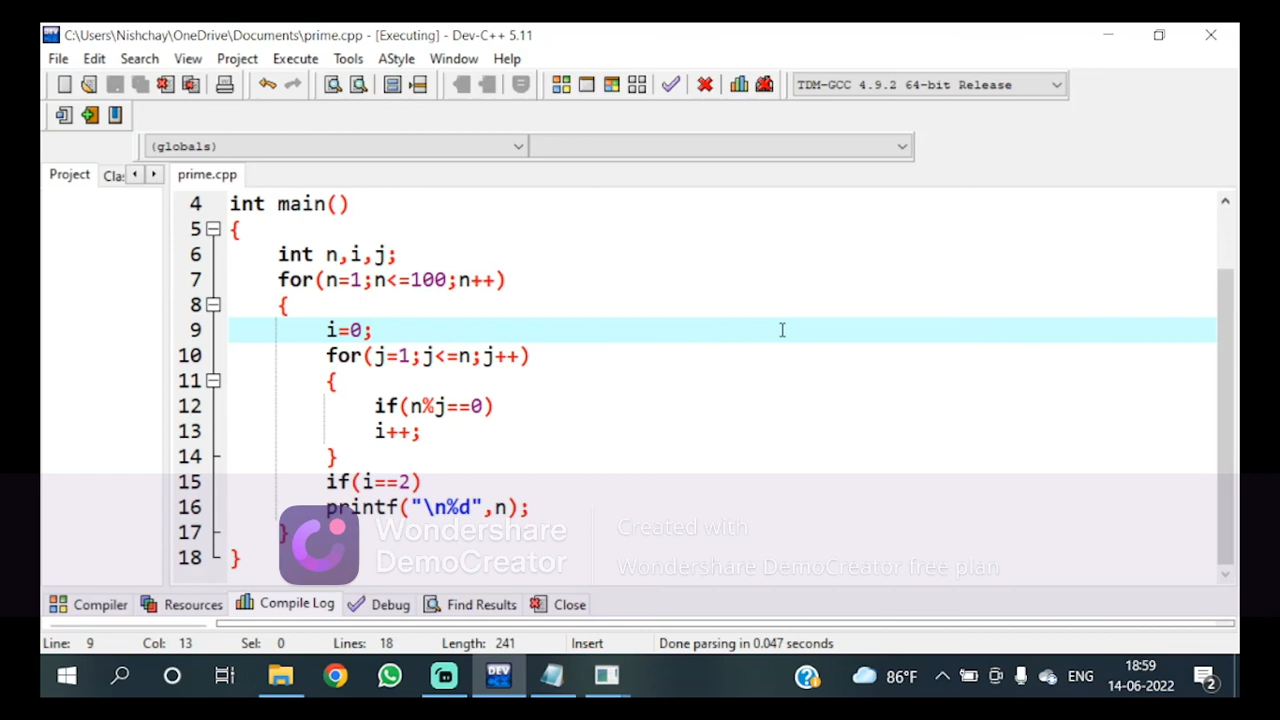 C:\Users\Nishchay\OneDrive\Documents\prime.cpp - [Executing] - Dev-C++ 5.11
File Edit Search View Project Execute Tools AStyle Window Help
TDM-GCC 4.9.2 64-bit Release
(globals)
Project Cla prime.cpp
4 int main()
5 {
6 int n,i,j;
7 for(n=1;n<=100;n++)
8 {
9 i=0;
10 for(j=1;j<=n;j++)
11 {
12 if(n%j==0)
13 i++;
14 }
15 if(i==2)
16 printf("\n%d",n);
17 }
18 }
Wondershare
DemoCreator
Created with
Wondershare DemoCreator free plan
Compiler Resources Compile Log Debug Find Results Close
Line: 9 Col: 13 Sel: 0 Lines: 18 Length: 241 Insert Done parsing in 0.047 seconds
DEV 86°F ENG 18:59
14-06-2022 2